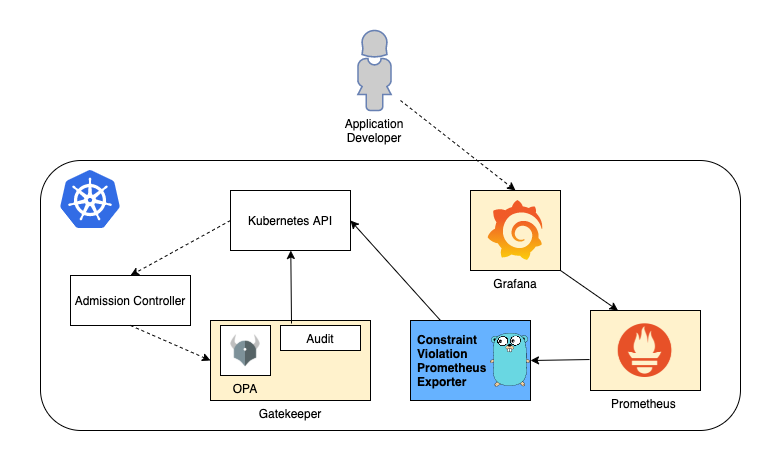 Application
Developer
Kubernetes API
Grafana
Admission Controller
Audit
OPA
Gatekeeper
Constraint
Violation
Prometheus
Exporter
Prometheus